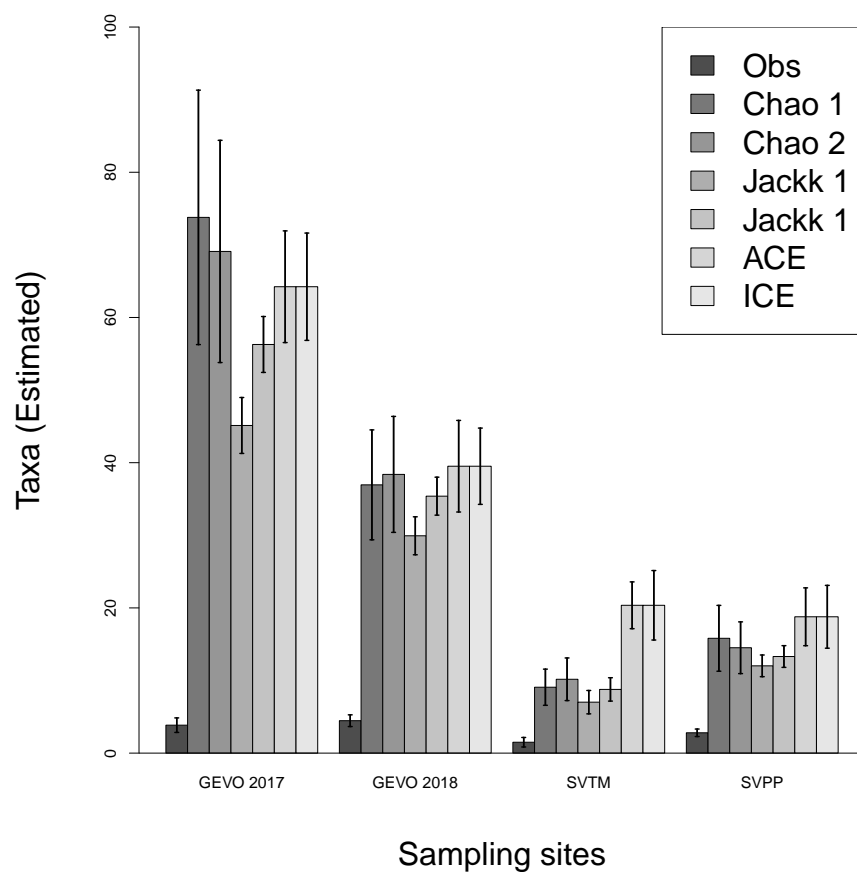 100
80
60
40
20
0
Taxa (Estimated)
Obs
Chao 1
Chao 2
Jackk 1
Jackk 1
ACE
ICE
GEVO 2017
GEVO 2018
SVTM
SVPP
Sampling sites